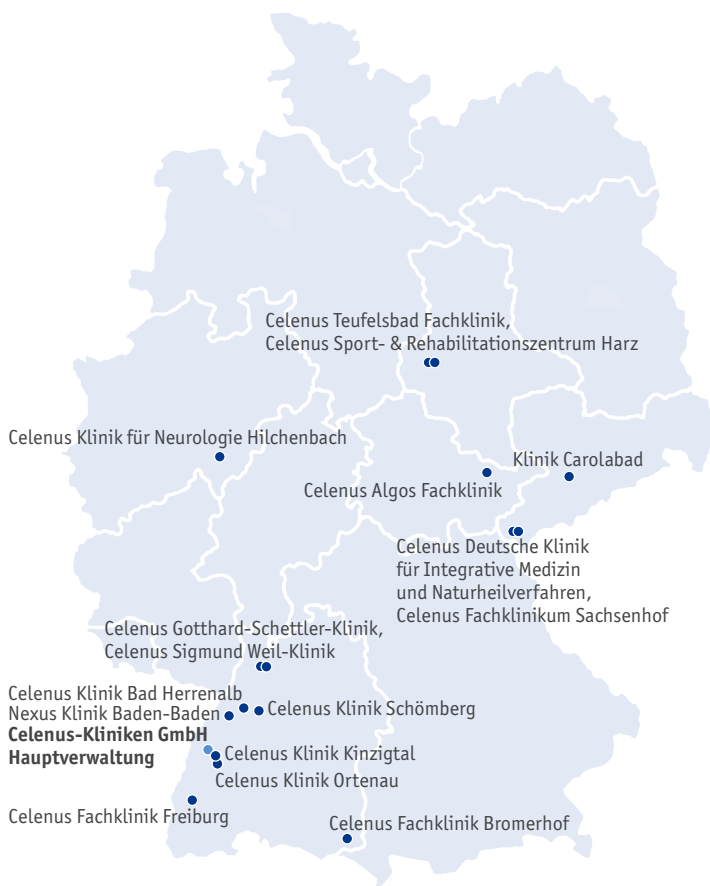 Celenus Teufelsbad Fachklinik,
Celenus Sport- & Rehabilitationszentrum Harz
Celenus Klinik für Neurologie Hilchenbach
Klinik Carolabad
Celenus Algos Fachklinik
Celenus Deutsche Klinik
für Integrative Medizin
und Naturheilverfahren,
Celenus Fachklinikum Sachsenhof
Celenus Gotthard-Schettler-Klinik,
Celenus Sigmund Weil-Klinik
Celenus Klinik Bad Herrenalb
Nexus Klinik Baden-Baden
Celenus Klinik Schömberg
Celenus-Kliniken GmbH
Hauptverwaltung
Celenus Klinik Kinzigtal
Celenus Klinik Ortenau
Celenus Fachklinik Freiburg
Celenus Fachklinik Bromerhof